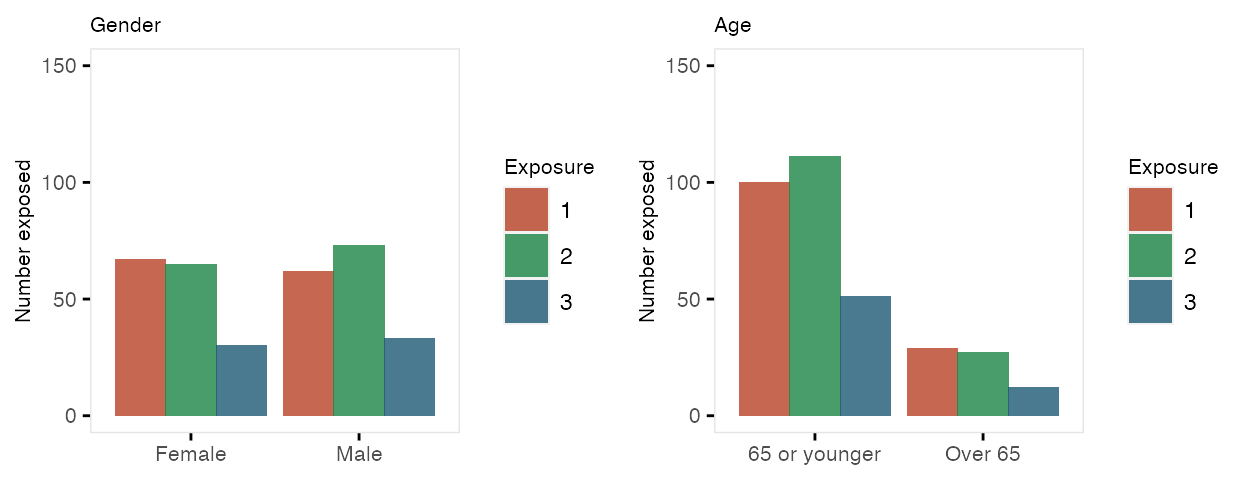 Gender
150
100
50
0
Number exposed
Female Male
Exposure
1
2
3
Age
150
100
50
0
Number exposed
65 or younger Over 65
Exposure
1
2
3